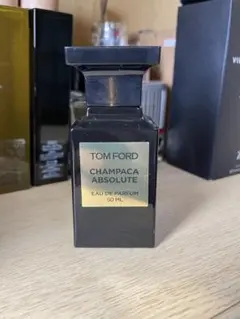 TOM FORD
CHAMPACA
ABSOLUTE
EAU DE PARFUM
50 ML